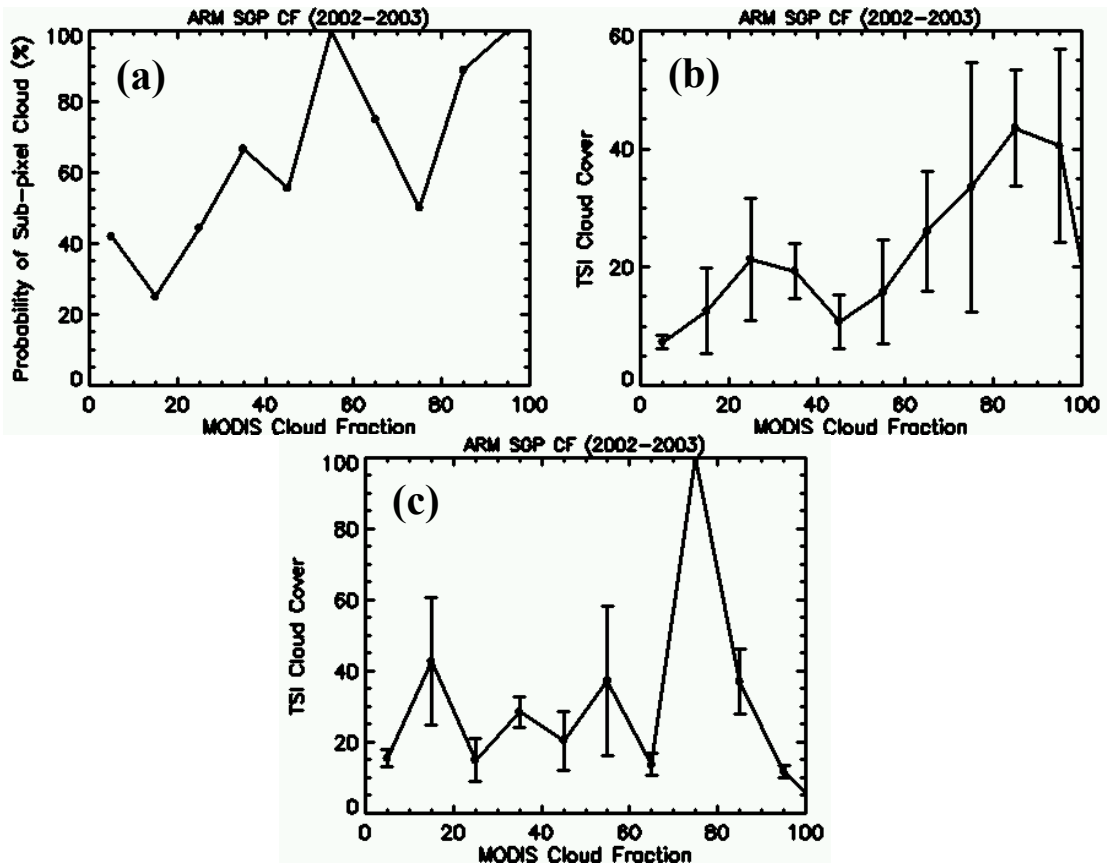 ARM SGP CF (2002-2003)
(a)
Probability of Sub-pixel Cloud (%)
100
80
60
40
20
0
0 20 40 60 80 100
MODIS Cloud Fraction
ARM SGP CF (2002-2003)
(b)
TSI Cloud Cover
60
40
20
0
0 20 40 60 80 100
MODIS Cloud Fraction
ARM SGP CF (2002-2003)
(c)
TSI Cloud Cover
100
80
60
40
20
0
0 20 40 60 80 100
MODIS Cloud Fraction